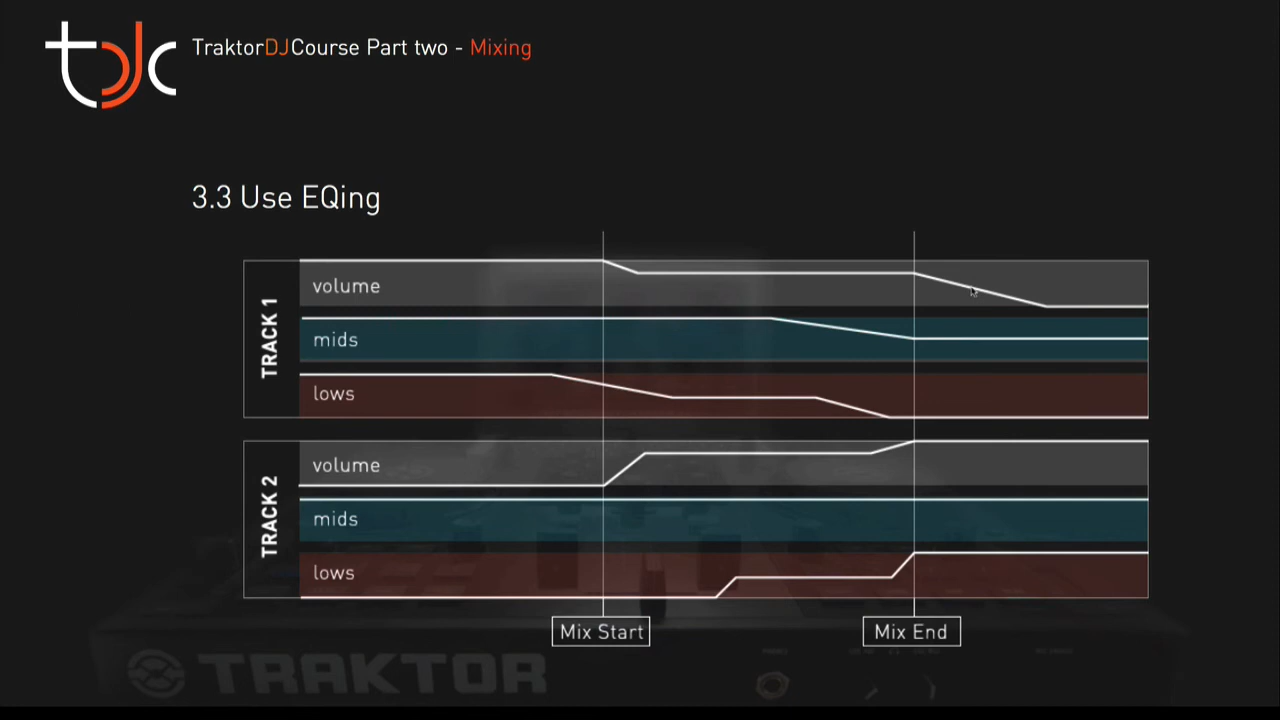 tdc
TraktorDJCourse Part two - Mixing
3.3 Use EQing
TRACK 1
volume
mids
lows
TRACK 2
volume
mids
lows
Mix Start
Mix End
TRAKTOR